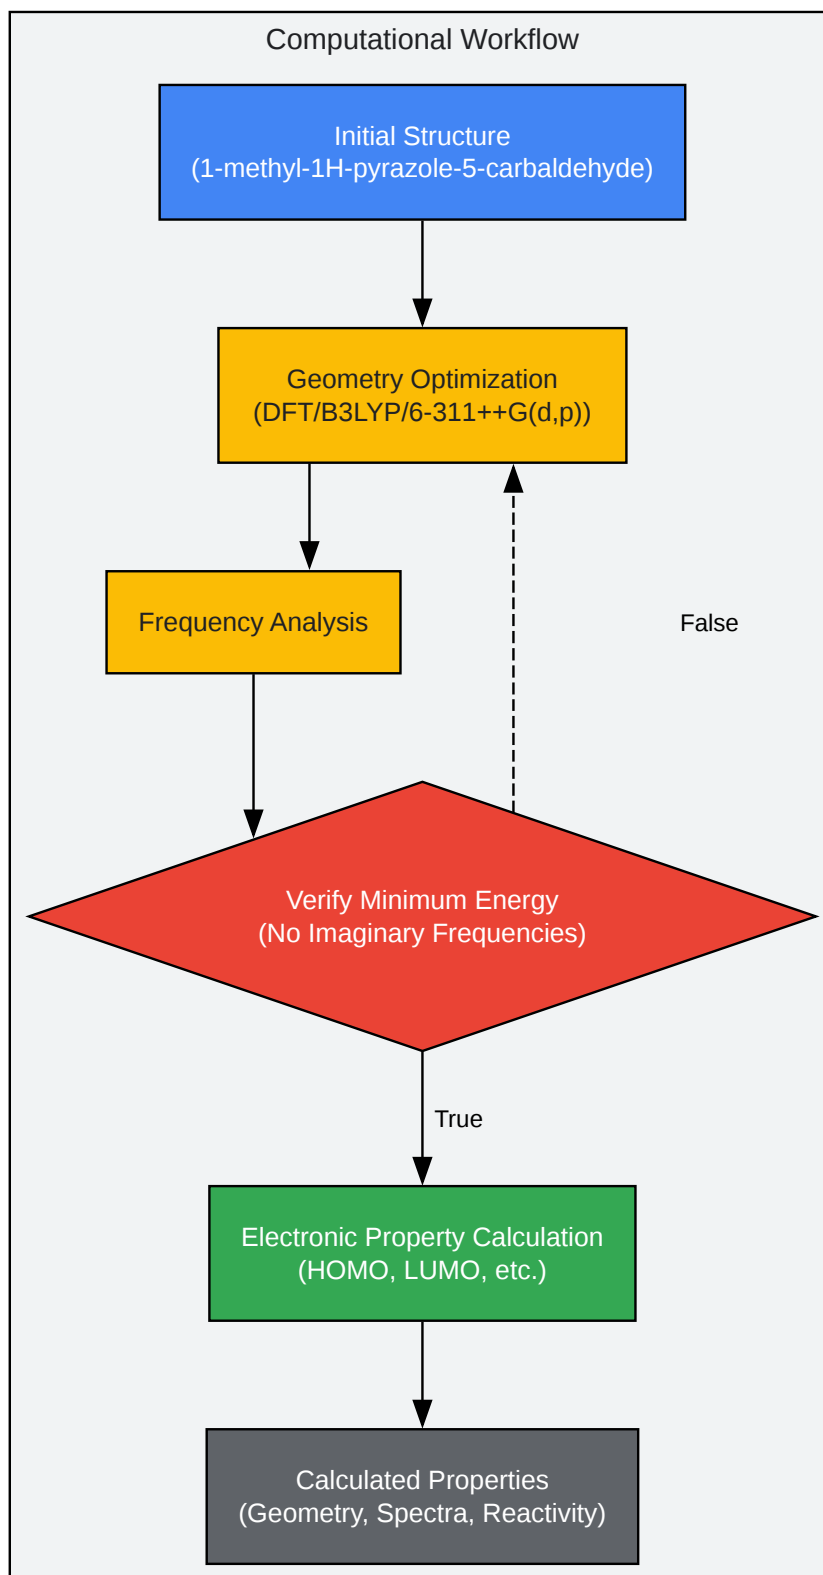 Computational Workflow
Initial Structure
(1-methyl-1H-pyrazole-5-carbaldehyde)
Geometry Optimization
(DFT/B3LYP/6-311++G(d,p))
Frequency Analysis
False
Verify Minimum Energy
(No Imaginary Frequencies)
True
Electronic Property Calculation
(HOMO, LUMO, etc.)
Calculated Properties
(Geometry, Spectra, Reactivity)